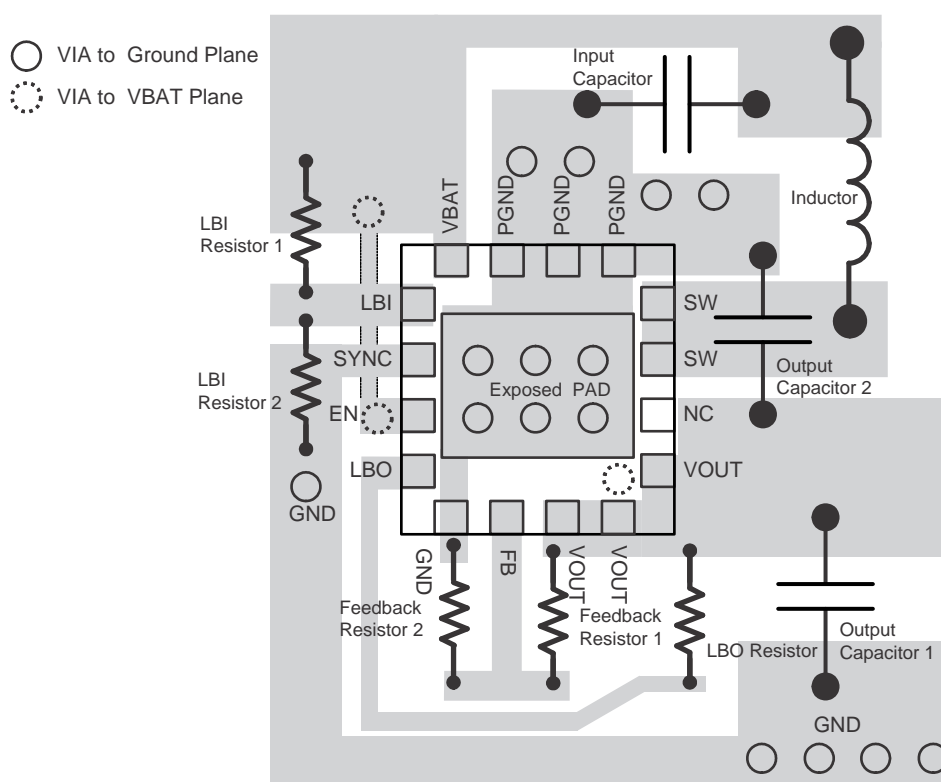 VIA to Ground Plane
VIA to VBAT Plane
Input
Capacitor
Inductor
LBI
Resistor 1
VBAT
PGND
PGND
PGND
LBI
SW
SYNC
SW
LBI
Resistor 2
Exposed PAD
Output
Capacitor 2
EN
NC
LBO
VOUT
GND
GND
FB
VOUT
VOUT
Feedback
Resistor 2
Feedback
Resistor 1
LBO Resistor
Output
Capacitor 1
GND